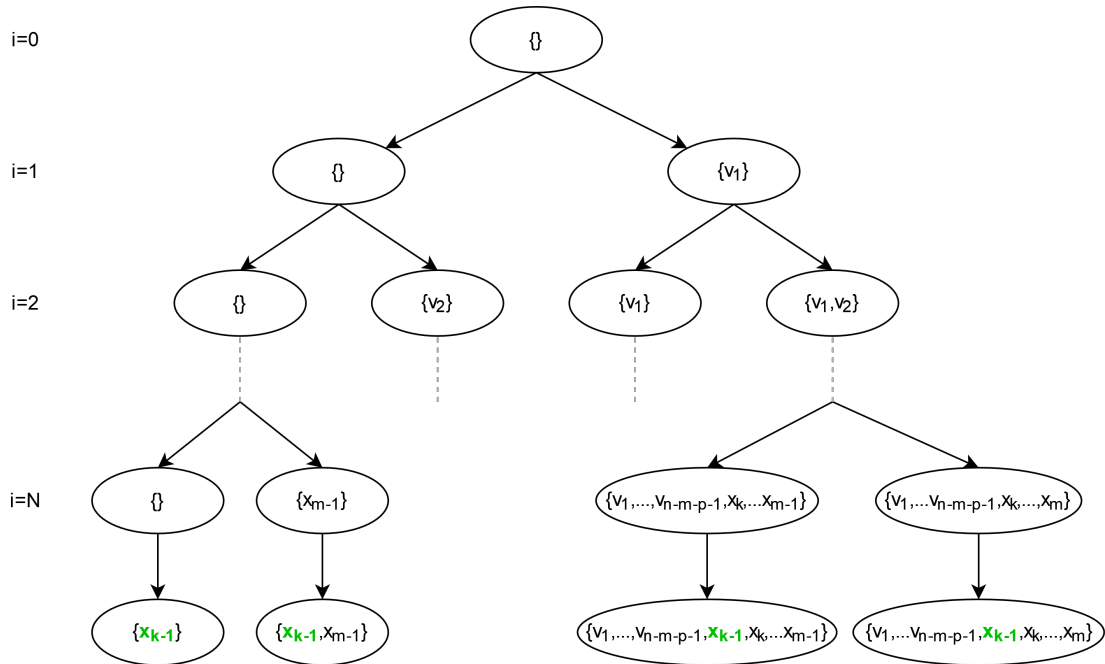 i=0 {}
i=1 {} {v₁}
i=2 {} {v₂} {v₁} {v₁,v₂}
i=N {} {xₘ₋₁} {v₁,...,vₙ₋ₘ₋ₚ₋₁,xₖ,...xₘ₋₁} {v₁,...vₙ₋ₘ₋ₚ₋₁,xₖ,...,xₘ}
{xₖ₋₁} {xₖ₋₁,xₘ₋₁} {v₁,...,vₙ₋ₘ₋ₚ₋₁,xₖ₋₁,xₖ,...xₘ₋₁} {v₁,...vₙ₋ₘ₋ₚ₋₁,xₖ₋₁,xₖ,...,xₘ}